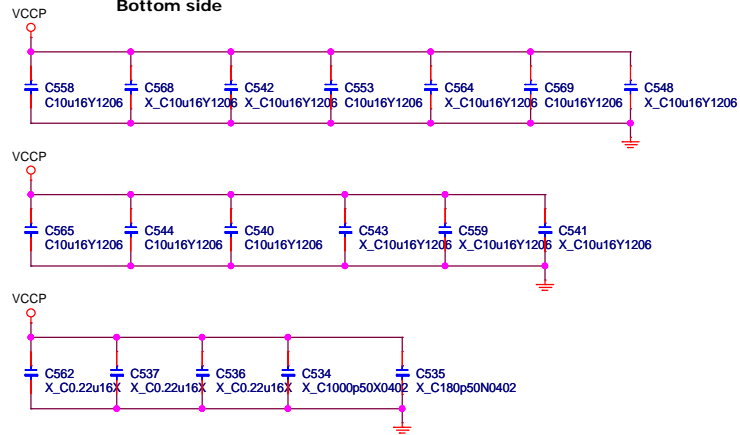 Bottom side
VCCP
C558 C568 C542 C553 C564 C569 C548
C10u16Y1206 X_C10u16Y1206 X_C10u16Y1206 C10u16Y1206 X_C10u16Y1206 C10u16Y1206 X_C10u16Y1206
VCCP
C565 C544 C540 C543 C559 C541
C10u16Y1206 C10u16Y1206 C10u16Y1206 X_C10u16Y1206 X_C10u16Y1206 X_C10u16Y1206
VCCP
C562 C537 C536 C534 C535
X_C0.22u16X X_C0.22u16X X_C0.22u16X X_C1000p50X0402 X_C180p50N0402